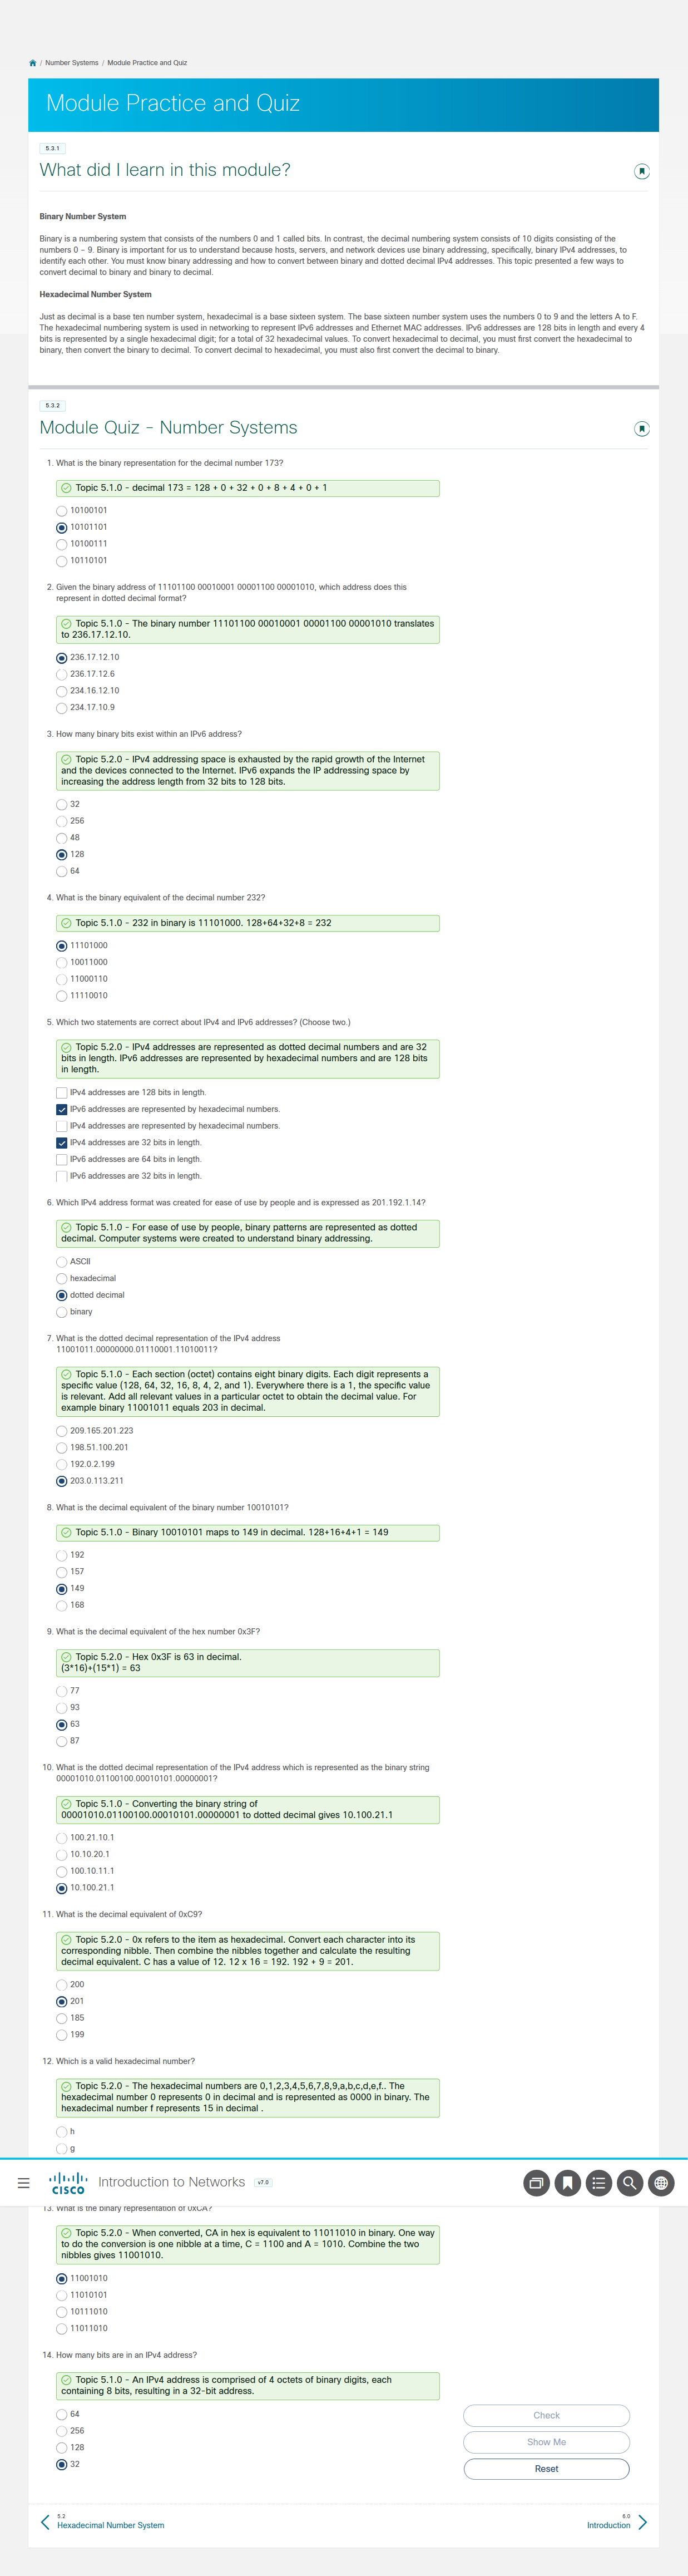 / Number Systems / Module Practice and Quiz
Module Practice and Quiz
5.3.1
What did I learn in this module?
Binary Number System
Binary is a numbering system that consists of the numbers 0 and 1 called bits. In contrast, the decimal numbering system consists of 10 digits consisting of the
numbers 0 – 9. Binary is important for us to understand because hosts, servers, and network devices use binary addressing, specifically, binary IPv4 addresses, to
identify each other. You must know binary addressing and how to convert between binary and dotted decimal IPv4 addresses. This topic presented a few ways to
convert decimal to binary and binary to decimal.
Hexadecimal Number System
Just as decimal is a base ten number system, hexadecimal is a base sixteen system. The base sixteen number system uses the numbers 0 to 9 and the letters A to F.
The hexadecimal numbering system is used in networking to represent IPv6 addresses and Ethernet MAC addresses. IPv6 addresses are 128 bits in length and every 4
bits is represented by a single hexadecimal digit; for a total of 32 hexadecimal values. To convert hexadecimal to decimal, you must first convert the hexadecimal to
binary, then convert the binary to decimal. To convert decimal to hexadecimal, you must also first convert the decimal to binary.
5.3.2
Module Quiz - Number Systems
1. What is the binary representation for the decimal number 173?
Topic 5.1.0 - decimal 173 = 128 + 0 + 32 + 0 + 8 + 4 + 0 + 1
10100101
10101101
10100111
10110101
2. Given the binary address of 11101100 00010001 00001100 00001010, which address does this
represent in dotted decimal format?
Topic 5.1.0 - The binary number 11101100 00010001 00001100 00001010 translates
to 236.17.12.10.
236.17.12.10
236.17.12.6
234.16.12.10
234.17.10.9
3. How many binary bits exist within an IPv6 address?
Topic 5.2.0 - IPv4 addressing space is exhausted by the rapid growth of the Internet
and the devices connected to the Internet. IPv6 expands the IP addressing space by
increasing the address length from 32 bits to 128 bits.
32
256
48
128
64
4. What is the binary equivalent of the decimal number 232?
Topic 5.1.0 - 232 in binary is 11101000. 128+64+32+8 = 232
11101000
10011000
11000110
11110010
5. Which two statements are correct about IPv4 and IPv6 addresses? (Choose two.)
Topic 5.2.0 - IPv4 addresses are represented as dotted decimal numbers and are 32
bits in length. IPv6 addresses are represented by hexadecimal numbers and are 128 bits
in length.
IPv4 addresses are 128 bits in length.
IPv6 addresses are represented by hexadecimal numbers.
IPv4 addresses are represented by hexadecimal numbers.
IPv4 addresses are 32 bits in length.
IPv6 addresses are 64 bits in length.
IPv6 addresses are 32 bits in length.
6. Which IPv4 address format was created for ease of use by people and is expressed as 201.192.1.14?
Topic 5.1.0 - For ease of use by people, binary patterns are represented as dotted
decimal. Computer systems were created to understand binary addressing.
ASCII
hexadecimal
dotted decimal
binary
7. What is the dotted decimal representation of the IPv4 address
11001011.00000000.01110001.11010011?
Topic 5.1.0 - Each section (octet) contains eight binary digits. Each digit represents a
specific value (128, 64, 32, 16, 8, 4, 2, and 1). Everywhere there is a 1, the specific value
is relevant. Add all relevant values in a particular octet to obtain the decimal value. For
example binary 11001011 equals 203 in decimal.
209.165.201.223
198.51.100.201
192.0.2.199
203.0.113.211
8. What is the decimal equivalent of the binary number 10010101?
Topic 5.1.0 - Binary 10010101 maps to 149 in decimal. 128+16+4+1 = 149
192
157
149
168
9. What is the decimal equivalent of the hex number 0x3F?
Topic 5.2.0 - Hex 0x3F is 63 in decimal.
(3*16)+(15*1) = 63
77
93
63
87
10. What is the dotted decimal representation of the IPv4 address which is represented as the binary string
00001010.01100100.00010101.00000001?
Topic 5.1.0 - Converting the binary string of
00001010.01100100.00010101.00000001 to dotted decimal gives 10.100.21.1
100.21.10.1
10.10.20.1
100.10.11.1
10.100.21.1
11. What is the decimal equivalent of 0xC9?
Topic 5.2.0 - 0x refers to the item as hexadecimal. Convert each character into its
corresponding nibble. Then combine the nibbles together and calculate the resulting
decimal equivalent. C has a value of 12. 12 x 16 = 192. 192 + 9 = 201.
200
201
185
199
12. Which is a valid hexadecimal number?
Topic 5.2.0 - The hexadecimal numbers are 0,1,2,3,4,5,6,7,8,9,a,b,c,d,e,f.. The
hexadecimal number 0 represents 0 in decimal and is represented as 0000 in binary. The
hexadecimal number f represents 15 in decimal .
h
g
CISCO
Introduction to Networks v7.0
13. What is the binary representation of 0xCA?
Topic 5.2.0 - When converted, CA in hex is equivalent to 11011010 in binary. One way
to do the conversion is one nibble at a time, C = 1100 and A = 1010. Combine the two
nibbles gives 11001010.
11001010
11010101
10111010
11011010
14. How many bits are in an IPv4 address?
Topic 5.1.0 - An IPv4 address is comprised of 4 octets of binary digits, each
containing 8 bits, resulting in a 32-bit address.
64
256
128
32
Check
Show Me
Reset
5.2
Hexadecimal Number System
6.0
Introduction